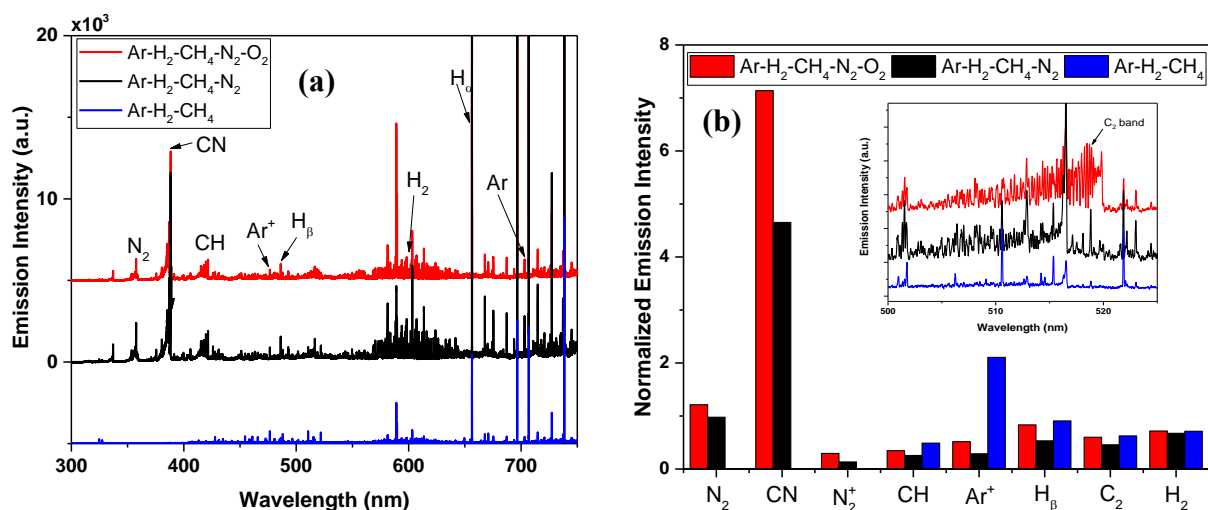 x10³
20
10
0
Emission Intensity (a.u.)
Ar-H₂-CH₄-N₂-O₂
Ar-H₂-CH₄-N₂
Ar-H₂-CH₄
(a)
Hα
CN
H₂
Ar
N₂
CH
Ar⁺
Hβ
300 400 500 600 700
Wavelength (nm)
8
6
4
2
0
Normalized Emission Intensity
Ar-H₂-CH₄-N₂-O₂ Ar-H₂-CH₄-N₂ Ar-H₂-CH₄
(b)
C₂ band
Emission Intensity (a.u.)
500 510 520
Wavelength (nm)
N₂ CN N₂⁺ CH Ar⁺ Hβ C₂ H₂